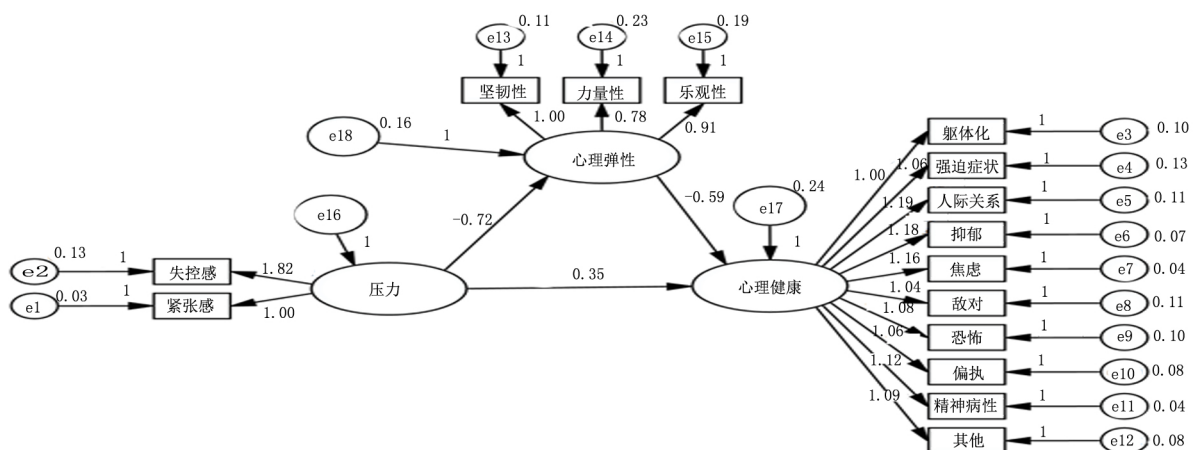 0.11
0.23
0.19
e13
e14
e15
1
1
1
坚韧性
力量性
乐观性
1.00
0.78
0.91
0.16
e18
1
心理弹性
-0.72
-0.59
0.24
e17
1
e16
1
0.13
e2
1
失控感
1.82
0.03
e1
1
紧张感
1.00
压力
0.35
心理健康
1.00
躯体化
1
e3
0.10
1.06
强迫症状
1
e4
0.13
1.19
人际关系
1
e5
0.11
1.18
抑郁
1
e6
0.07
1.16
焦虑
1
e7
0.04
1.04
敌对
1
e8
0.11
1.08
恐怖
1
e9
0.10
1.06
偏执
1
e10
0.08
1.12
精神病性
1
e11
0.04
1.09
其他
1
e12
0.08